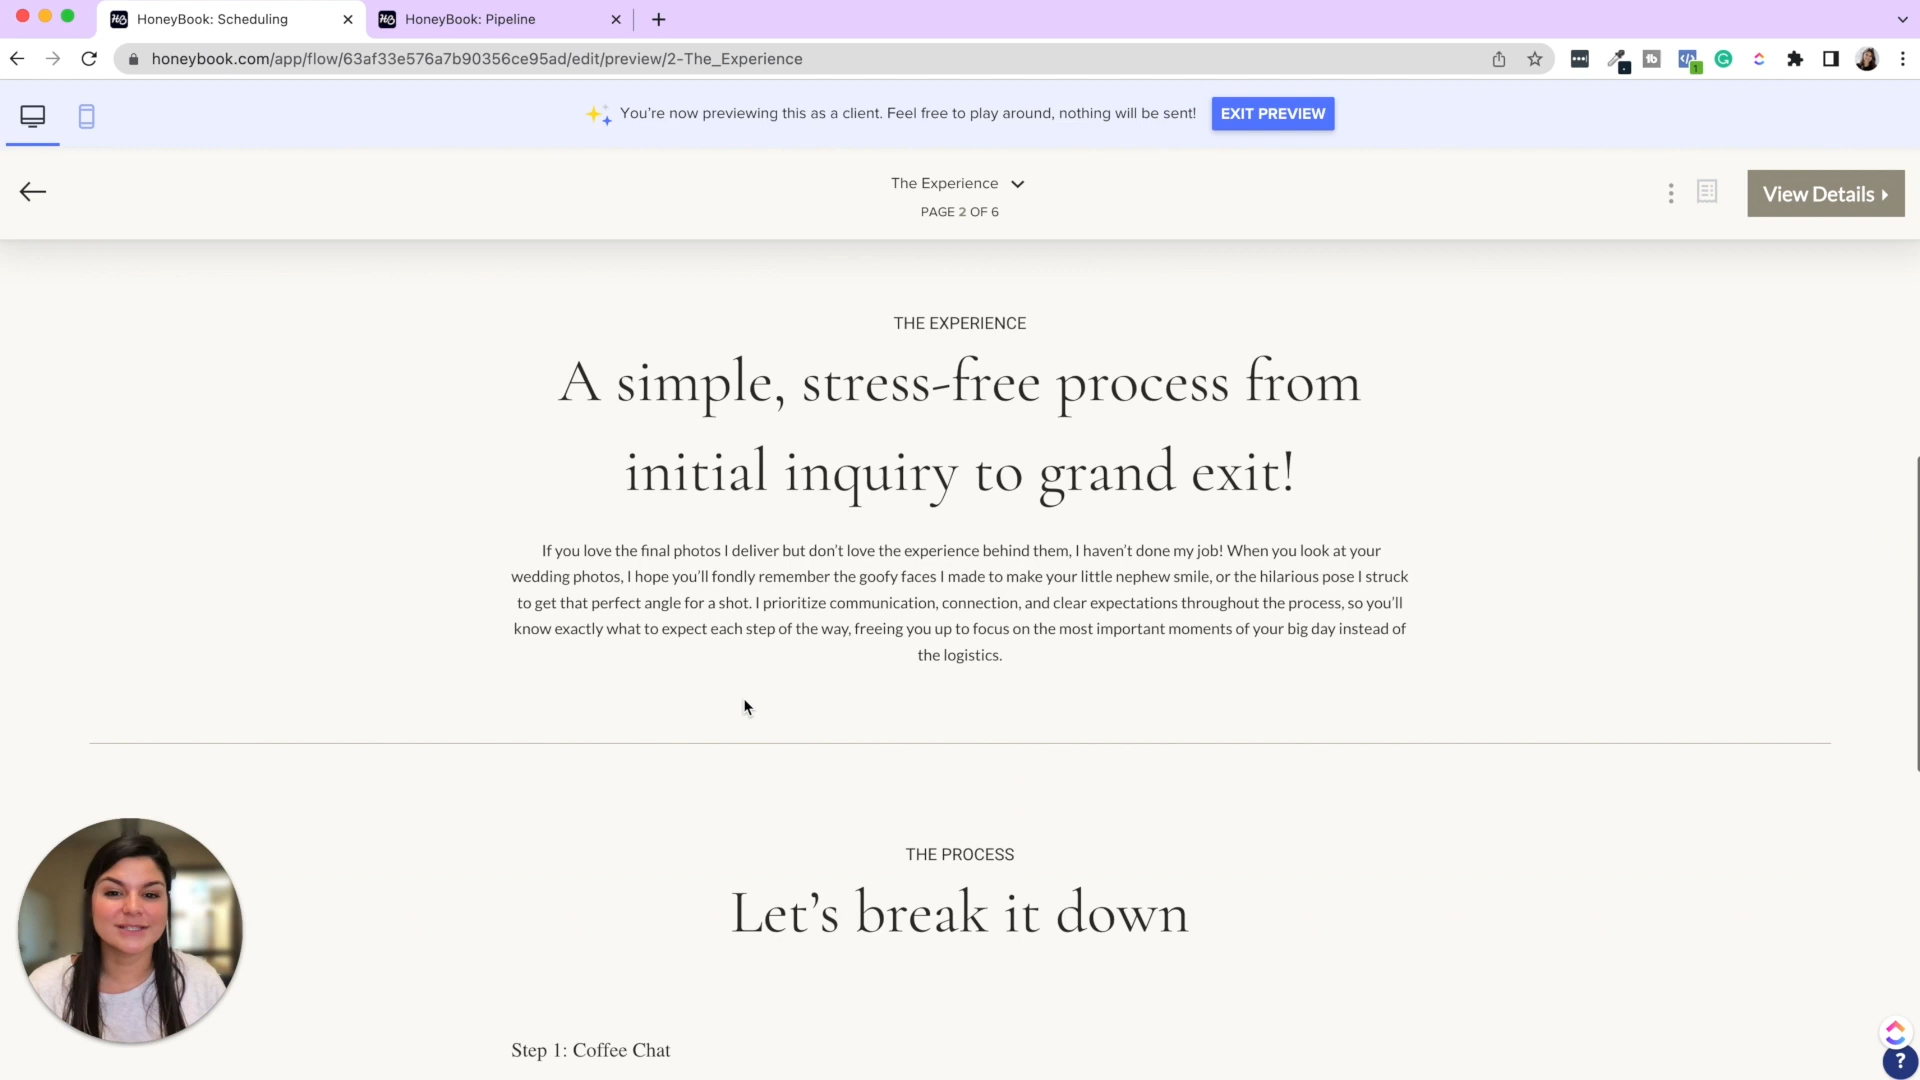 HB HoneyBook: Scheduling
HB HoneyBook: Pipeline
honeybook.com/app/flow/63af33e576a7b90356ce95ad/edit/preview/2-The_Experience
tb
1
G
You're now previewing this as a client. Feel free to play around, nothing will be sent!
EXIT PREVIEW
The Experience
PAGE 2 OF 6
View Details
THE EXPERIENCE
A simple, stress-free process from
initial inquiry to grand exit!
If you love the final photos I deliver but don’t love the experience behind them, I haven’t done my job! When you look at your
wedding photos, I hope you’ll fondly remember the goofy faces I made to make your little nephew smile, or the hilarious pose I struck
to get that perfect angle for a shot. I prioritize communication, connection, and clear expectations throughout the process, so you’ll
know exactly what to expect each step of the way, freeing you up to focus on the most important moments of your big day instead of
the logistics.
THE PROCESS
Let’s break it down
Step 1: Coffee Chat
?